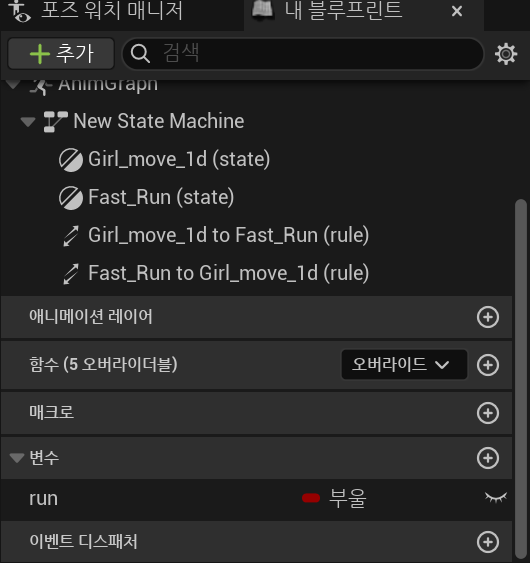 포즈 워치 매니저
내 블루프린트
추가
검색
AnimGraph
New State Machine
Girl_move_1d (state)
Fast_Run (state)
Girl_move_1d to Fast_Run (rule)
Fast_Run to Girl_move_1d (rule)
애니메이션 레이어
함수 (5 오버라이더블) 오버라이드
매크로
변수
run 부울
이벤트 디스패처